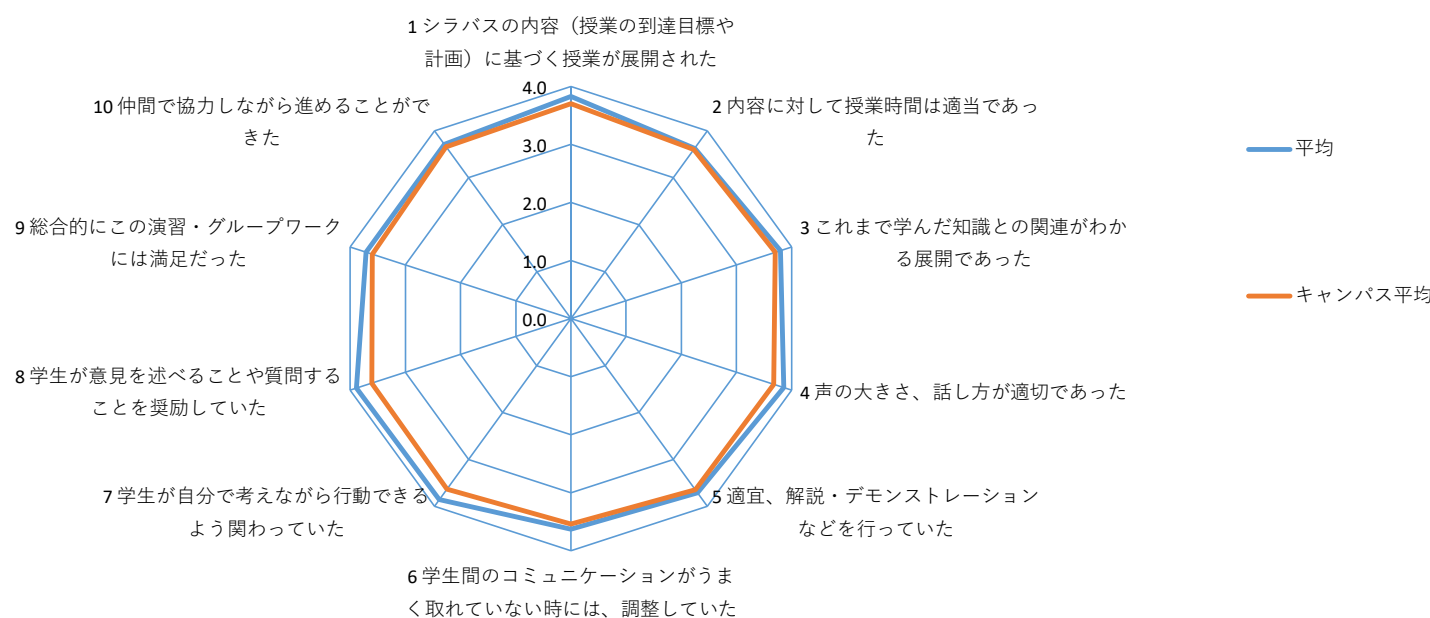 1 シラバスの内容（授業の到達目標や
計画）に基づく授業が展開された
2 内容に対して授業時間は適当であっ
た
3 これまで学んだ知識との関連がわか
る展開であった
4 声の大きさ、話し方が適切であった
5 適宜、解説・デモンストレーション
などを行っていた
6 学生間のコミュニケーションがうま
く取れていない時には、調整していた
7 学生が自分で考えながら行動できる
よう関わっていた
8 学生が意見を述べることや質問する
ことを奨励していた
9 総合的にこの演習・グループワーク
には満足だった
10 仲間で協力しながら進めることがで
きた
4.0
3.0
2.0
1.0
0.0
平均
キャンパス平均